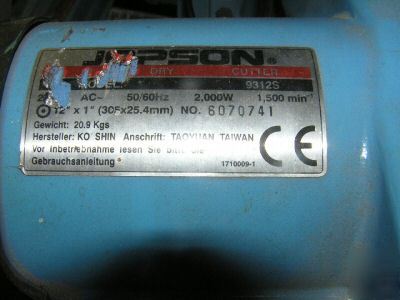 JEPSON®
DRY CUTTER
MODEL 9312S
AC~ 50/60Hz 2,000W 1,500 min⁻¹
12" x 1" (305x25.4mm) NO. 6070741
Gewicht: 20.9 Kgs
Hersteller: KO SHIN Anschrift: TAOYUAN TAIWAN
vor Inbetriebnahme lesen Sie bitte die
Gebrauchsanleitung
1710009-1
CE